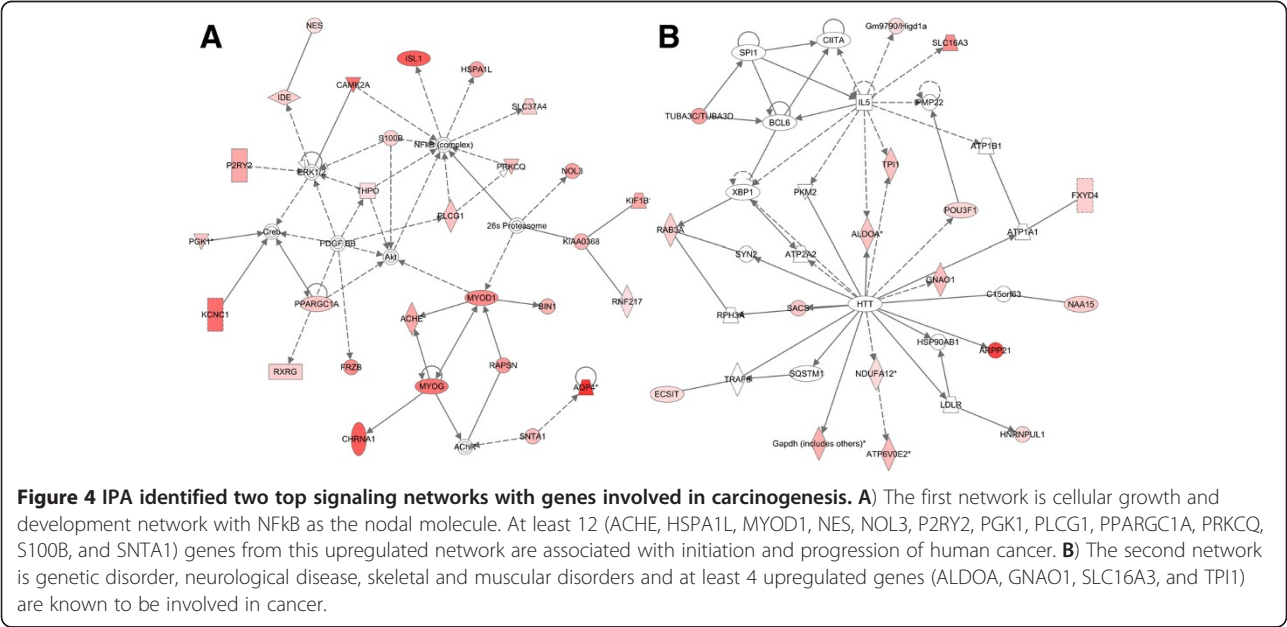 A
NES
ISL1
HSPA1L
CAMK2A
IDE
SLC37A4
S100B
NFkB (complex)
P2RY2
ERK1/2
PRKCQ
NOL3
THPO
PLCG1
KIF1B*
26s Proteasome
Creb
PGK1*
PDGF BB
KIAA0368
Akt
PPARGC1A
MYOD1
BIN1
RNF217
KCNC1
ACHE
RXRG
FRZB
RAPSN
MYOG
AQP4*
CHRNA1
SNTA1
AChR
B
CIITA
Gm9790/Higd1a
SPI1
SLC16A3
IL5
PMP22
TUBA3C/TUBA3D
BCL6
ATP1B1
TPI1
XBP1
PKM2
FXYD4
POU3F1
RAB3A
ALDOA*
ATP1A1
SYN2
ATP2A2
GNAO1
C15orf63
HTT
SACS
NAA15
RPH3A
HSP90AB1
ARPP21
TRAF6
SQSTM1
NDUFA12*
ECSIT
LDLR
HNRNPUL1
Gapdh (includes others)*
ATP6V0E2*
Figure 4 IPA identified two top signaling networks with genes involved in carcinogenesis. A) The first network is cellular growth and
development network with NFkB as the nodal molecule. At least 12 (ACHE, HSPA1L, MYOD1, NES, NOL3, P2RY2, PGK1, PLCG1, PPARGC1A, PRKCQ,
S100B, and SNTA1) genes from this upregulated network are associated with initiation and progression of human cancer. B) The second network
is genetic disorder, neurological disease, skeletal and muscular disorders and at least 4 upregulated genes (ALDOA, GNAO1, SLC16A3, and TPI1)
are known to be involved in cancer.